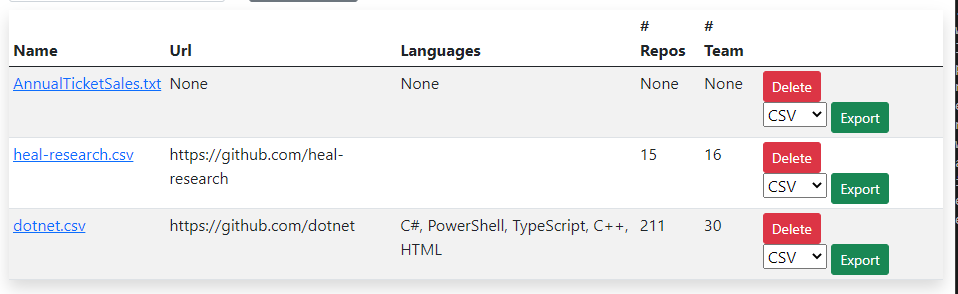 Name Url Languages # Repos # Team
AnnualTicketSales.txt None None None None Delete
CSV Export
heal-research.csv https://github.com/heal-research 15 16 Delete
CSV Export
dotnet.csv https://github.com/dotnet C#, PowerShell, TypeScript, C++, HTML 211 30 Delete
CSV Export